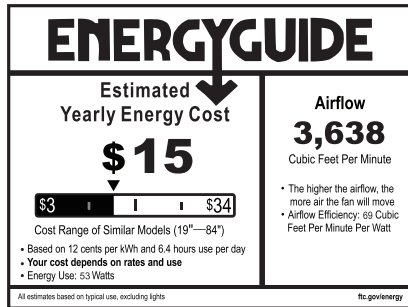 ENERGYGUIDE
Estimated
Yearly Energy Cost
$ 15
$3 $34
Cost Range of Similar Models (19"—84")
• Based on 12 cents per kWh and 6.4 hours use per day
• Your cost depends on rates and use
• Energy Use: 53 Watts
Airflow
3,638
Cubic Feet Per Minute
• The higher the airflow, the
more air the fan will move
• Airflow Efficiency: 69 Cubic
Feet Per Minute Per Watt
All estimates based on typical use, excluding lights
ftc.gov/energy